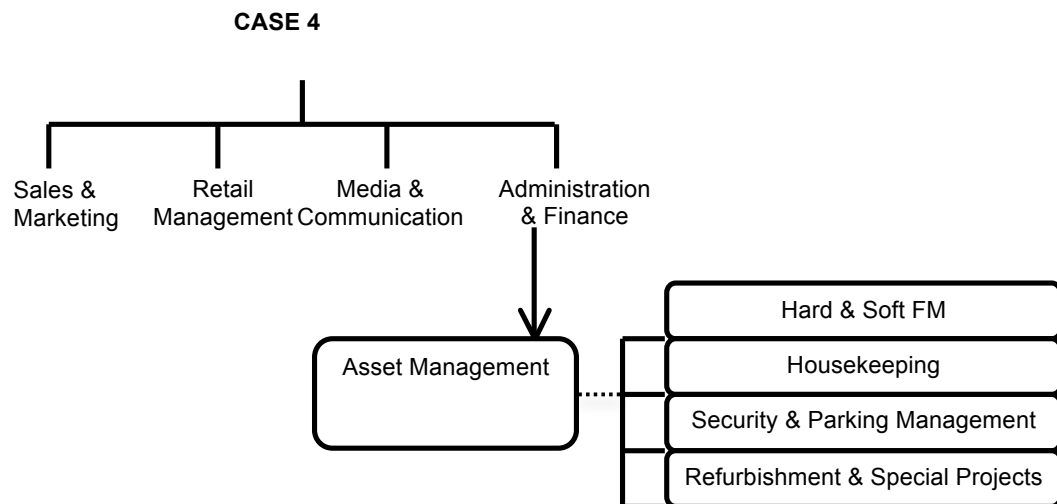 CASE 4
Sales &
Marketing
Retail
Management
Media &
Communication
Administration
& Finance
Asset Management
Hard & Soft FM
Housekeeping
Security & Parking Management
Refurbishment & Special Projects